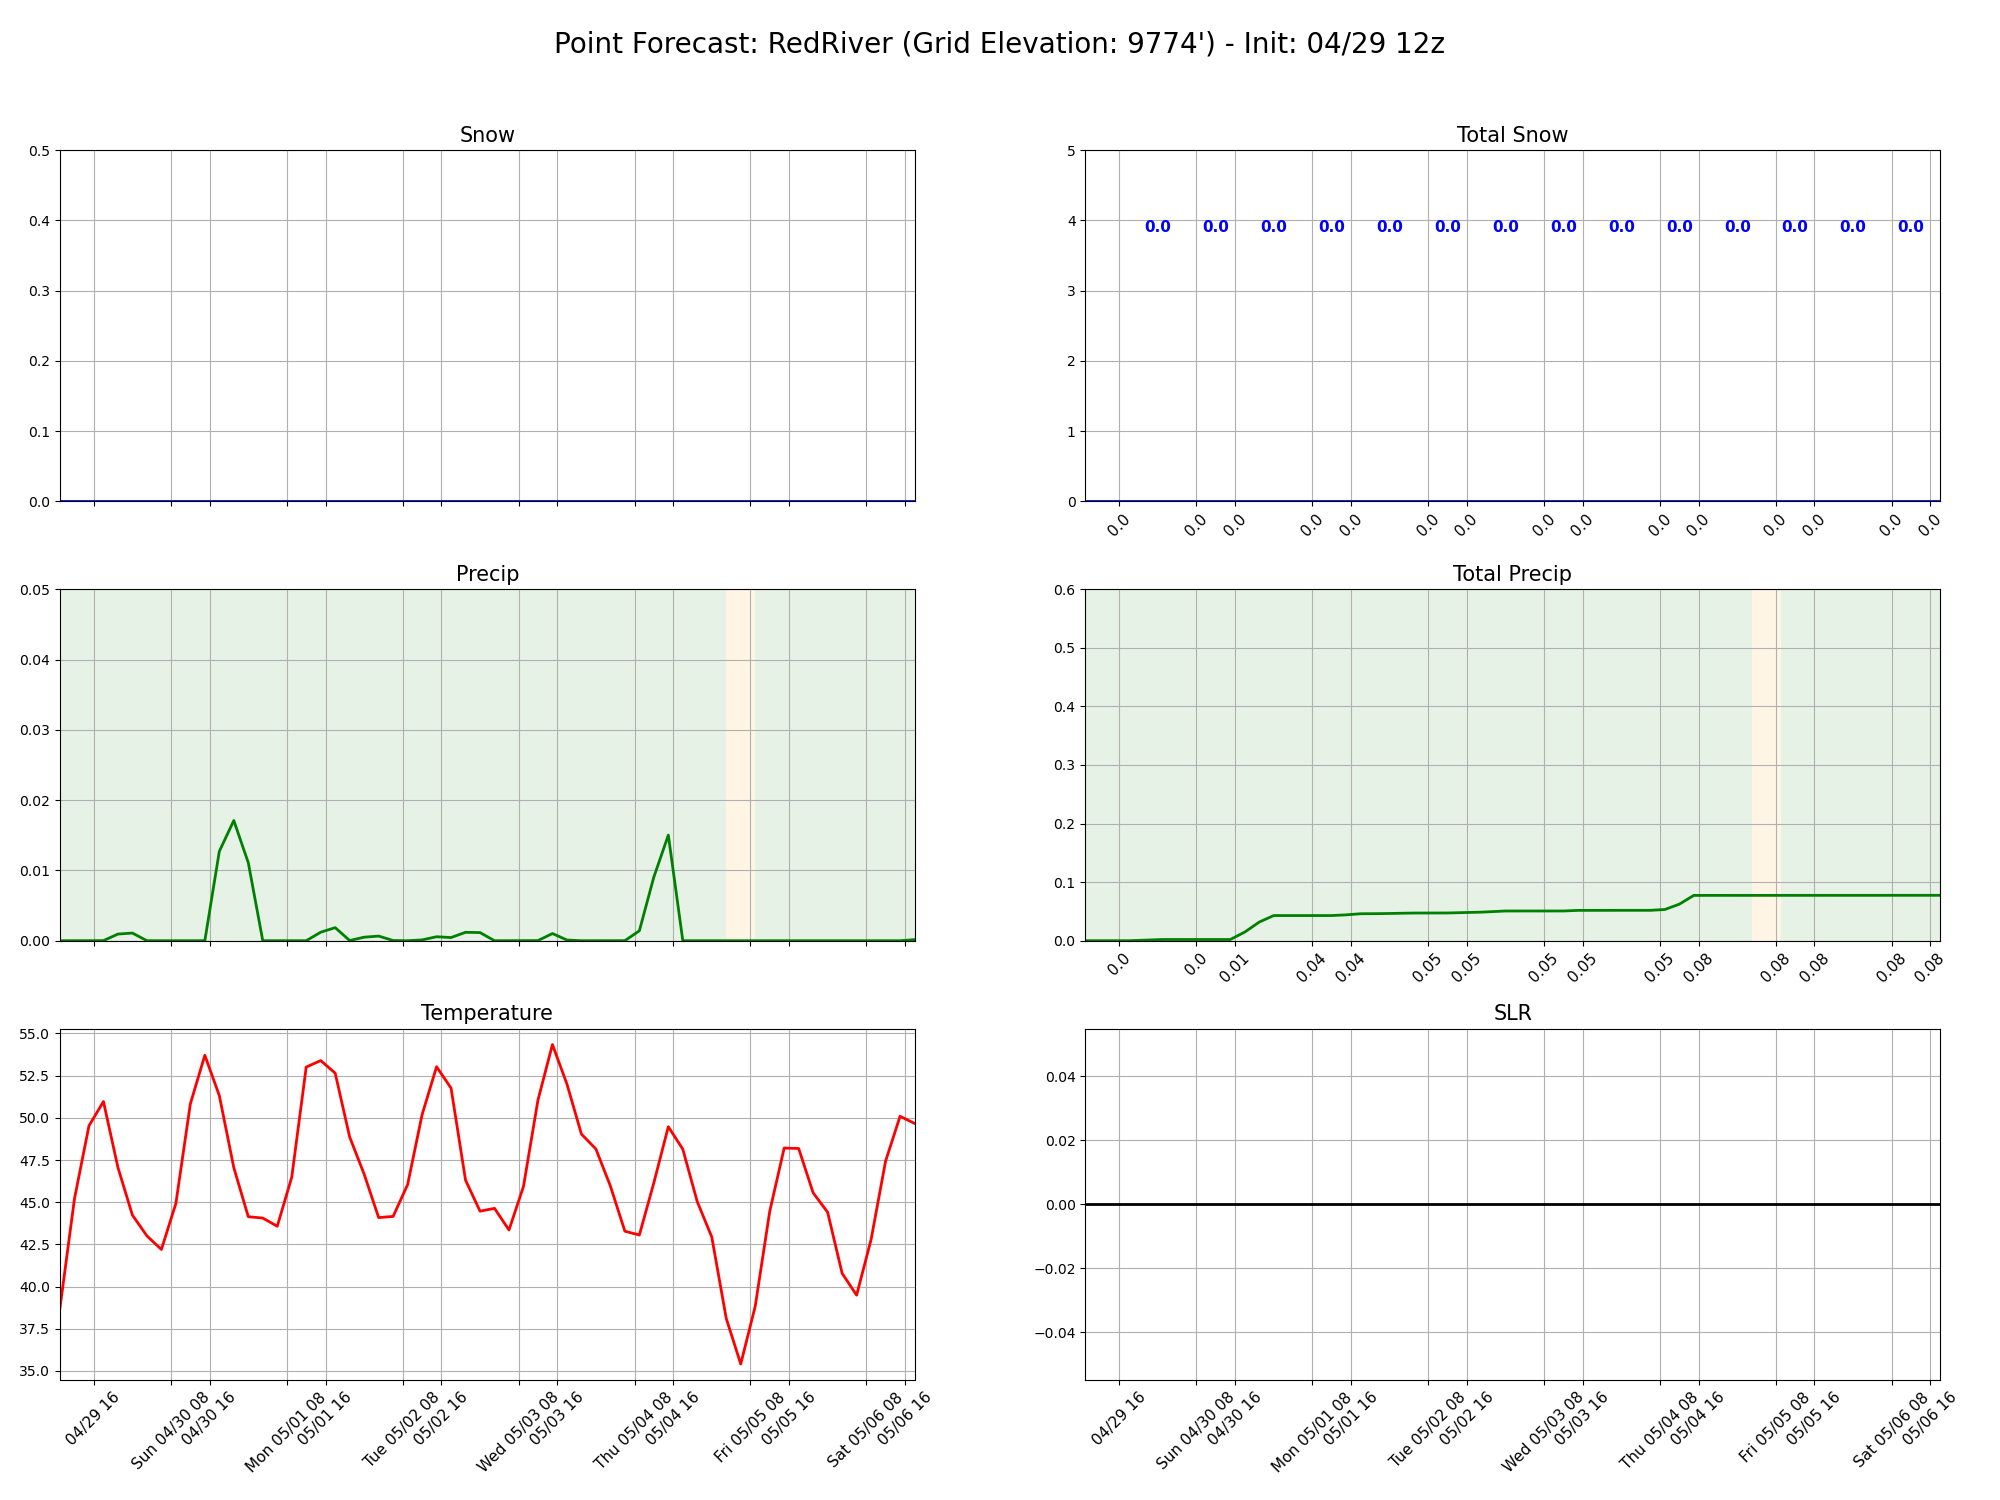 Point Forecast: RedRiver (Grid Elevation: 9774') - Init: 04/29 12z
Snow
0.5
0.4
0.3
0.2
0.1
0.0
Total Snow
5
4
3
2
1
0
0.0 0.0 0.0 0.0 0.0 0.0 0.0 0.0 0.0 0.0 0.0 0.0 0.0 0.0
0.0 0.0 0.0 0.0 0.0 0.0 0.0 0.0 0.0 0.0 0.0 0.0 0.0 0.0 0.0
Precip
0.05
0.04
0.03
0.02
0.01
0.00
Total Precip
0.6
0.5
0.4
0.3
0.2
0.1
0.0
0.0 0.0 0.01 0.04 0.04 0.05 0.05 0.05 0.05 0.05 0.08 0.08 0.08 0.08 0.08
Temperature
55.0
52.5
50.0
47.5
45.0
42.5
40.0
37.5
35.0
04/29 16
Sun 04/30 08
04/30 16
Mon 05/01 08
05/01 16
Tue 05/02 08
05/02 16
Wed 05/03 08
05/03 16
Thu 05/04 08
05/04 16
Fri 05/05 08
05/05 16
Sat 05/06 08
05/06 16
SLR
0.04
0.02
0.00
−0.02
−0.04
04/29 16
Sun 04/30 08
04/30 16
Mon 05/01 08
05/01 16
Tue 05/02 08
05/02 16
Wed 05/03 08
05/03 16
Thu 05/04 08
05/04 16
Fri 05/05 08
05/05 16
Sat 05/06 08
05/06 16